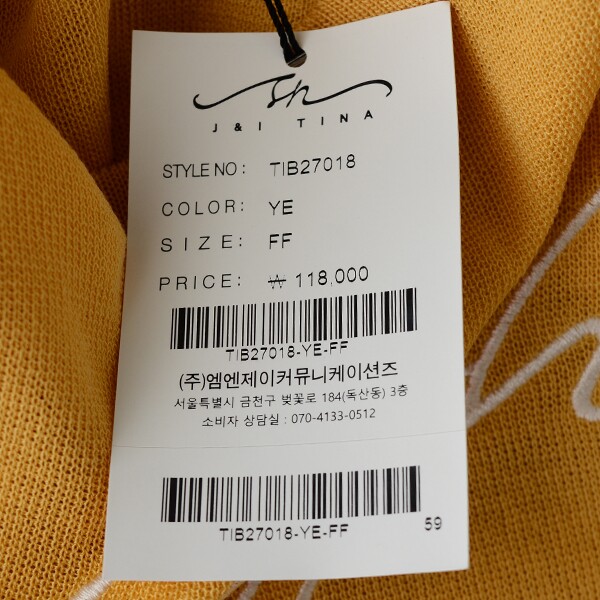 J & I TINA
STYLE NO : TIB27018
COLOR: YE
SIZE: FF
PRICE: ₩ 118,000
TIB27018-YE-FF
(주)엠엔제이커뮤니케이션즈
서울특별시 금천구 벚꽃로 184(독산동) 3층
소비자 상담실 : 070-4133-0512
TIB27018-YE-FF
59